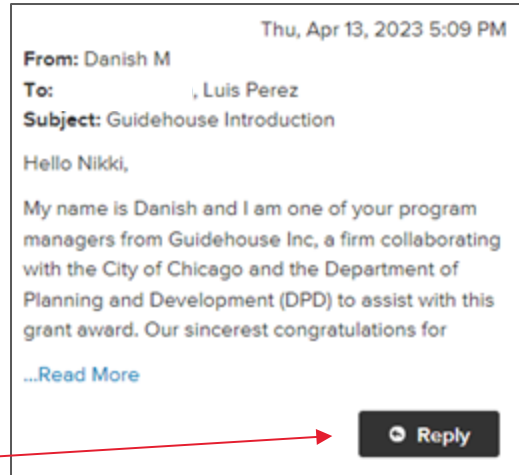 Thu, Apr 13, 2023 5:09 PM
From: Danish M
To: , Luis Perez
Subject: Guidehouse Introduction
Hello Nikki,
My name is Danish and I am one of your program
managers from Guidehouse Inc, a firm collaborating
with the City of Chicago and the Department of
Planning and Development (DPD) to assist with this
grant award. Our sincerest congratulations for
...Read More
Reply